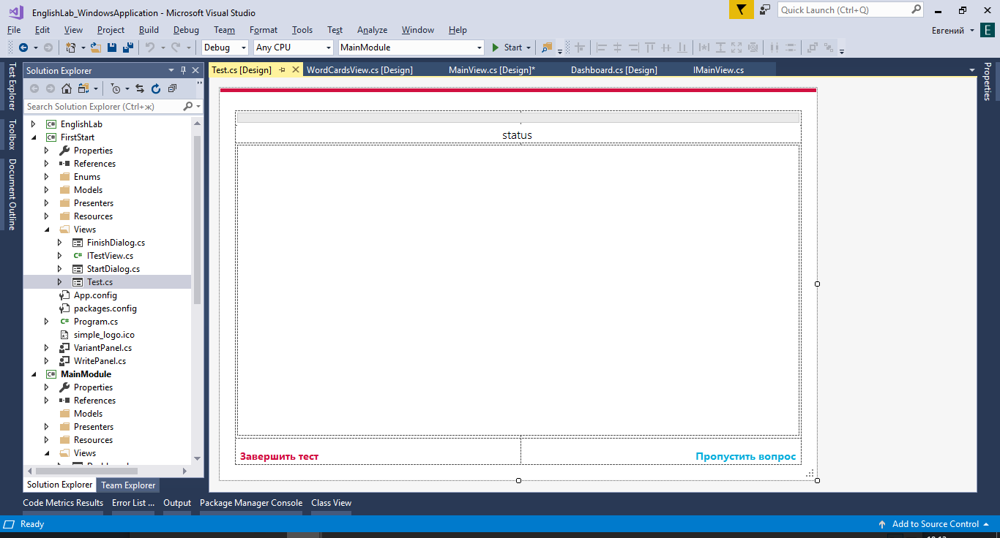 EnglishLab_WindowsApplication - Microsoft Visual Studio
Quick Launch (Ctrl+Q)
File Edit View Project Build Debug Team Format Tools Test Analyze Window Help
Евгений E
Debug Any CPU MainModule Start
Test Explorer
Toolbox
Document Outline
Solution Explorer
Search Solution Explorer (Ctrl+ж)
C# EnglishLab
C# FirstStart
Properties
References
Enums
Models
Presenters
Resources
Views
FinishDialog.cs
C# ITestView.cs
StartDialog.cs
Test.cs
App.config
packages.config
C# Program.cs
simple_logo.ico
VariantPanel.cs
WritePanel.cs
C# MainModule
Properties
References
Models
Presenters
Resources
Views
Solution Explorer Team Explorer
Test.cs [Design] WordCardsView.cs [Design] MainView.cs [Design]* Dashboard.cs [Design] IMainView.cs
status
Завершить тест Пропустить вопрос
Properties
Code Metrics Results Error List ... Output Package Manager Console Class View
Ready Add to Source Control